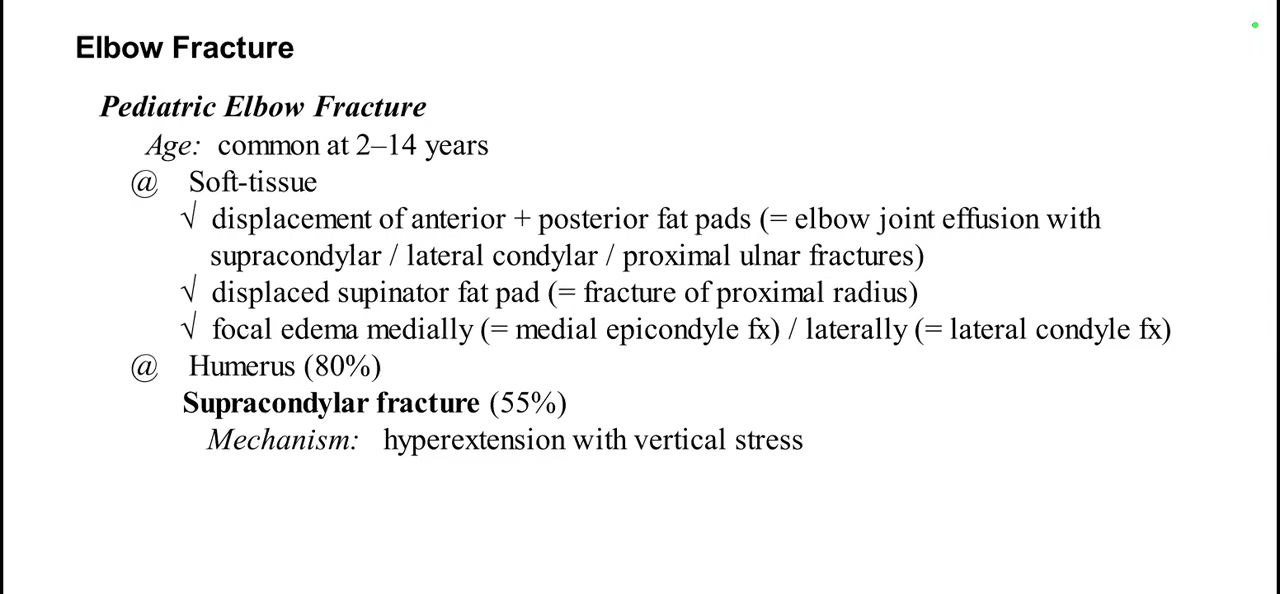 Elbow Fracture
Pediatric Elbow Fracture
Age: common at 2–14 years
@ Soft-tissue
√ displacement of anterior + posterior fat pads (= elbow joint effusion with
supracondylar / lateral condylar / proximal ulnar fractures)
√ displaced supinator fat pad (= fracture of proximal radius)
√ focal edema medially (= medial epicondyle fx) / laterally (= lateral condyle fx)
@ Humerus (80%)
Supracondylar fracture (55%)
Mechanism: hyperextension with vertical stress